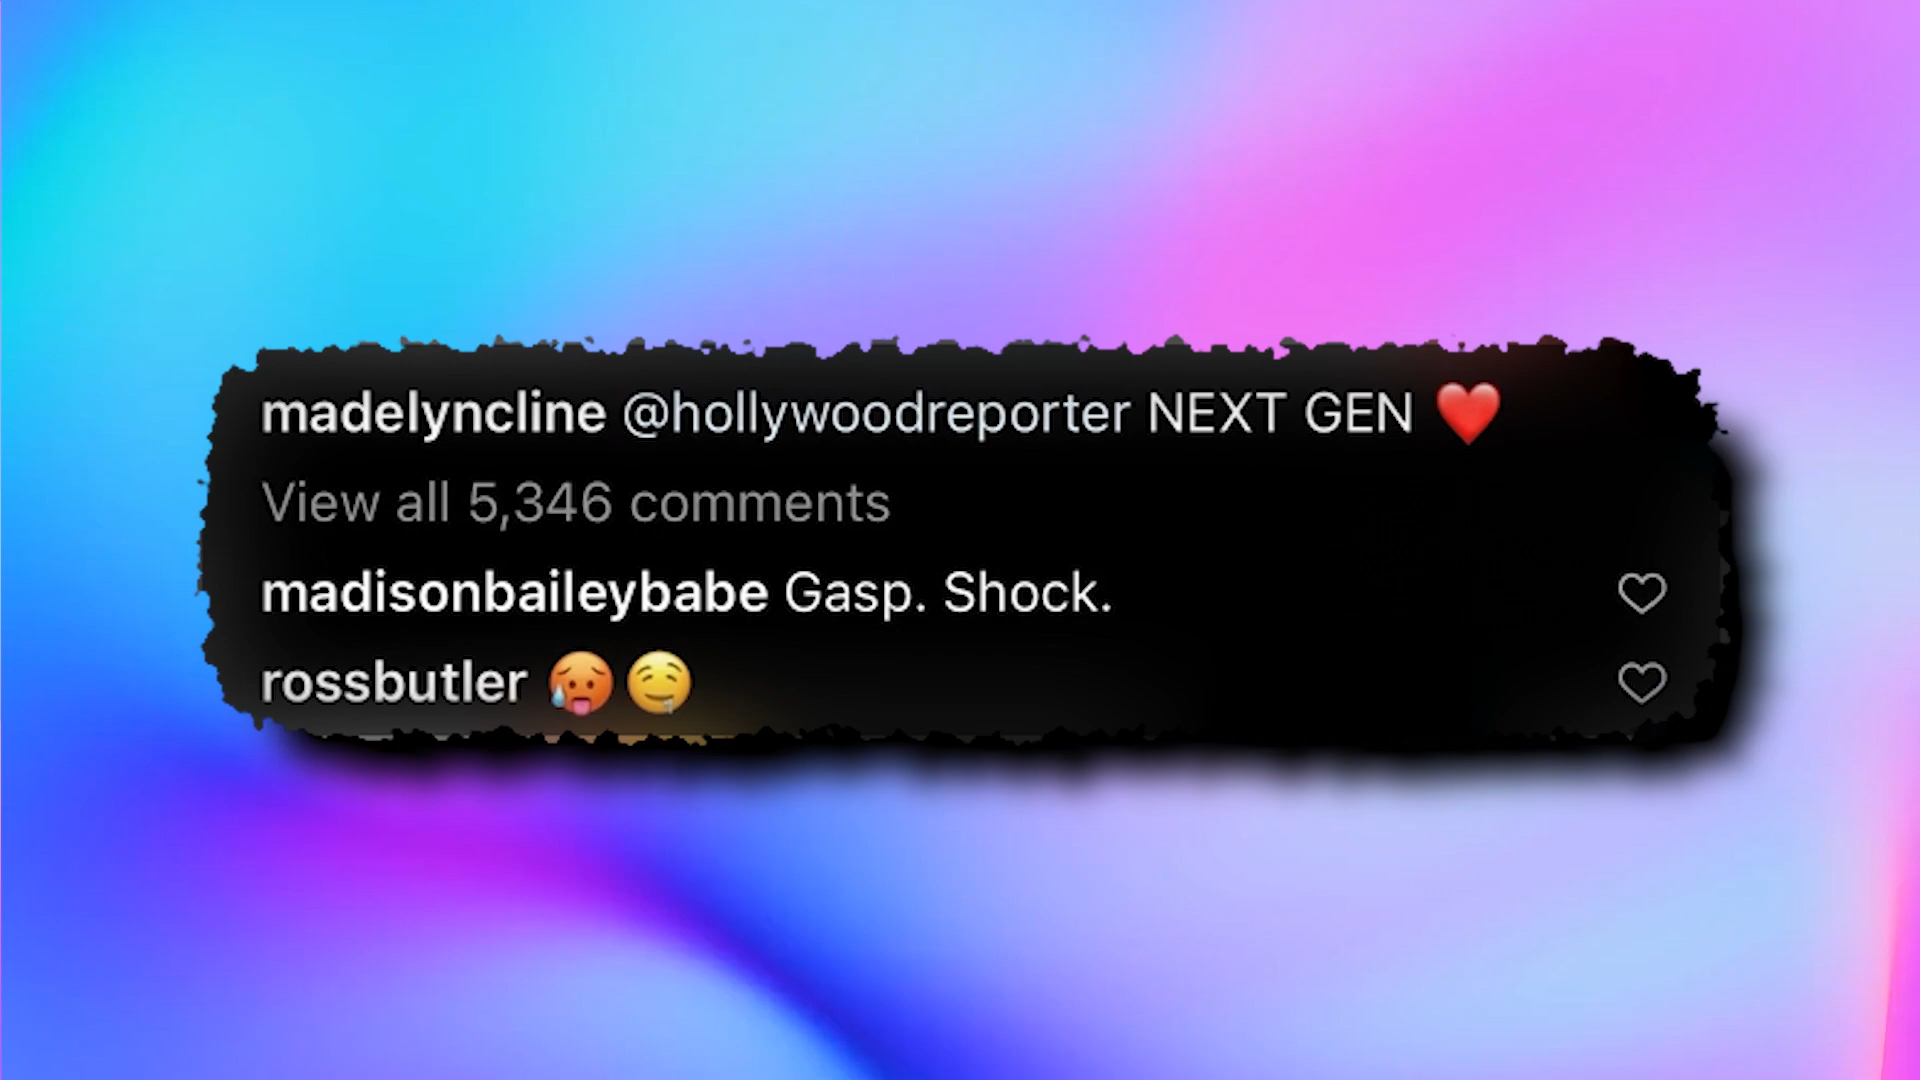 madelyncline @hollywoodreporter NEXT GEN ❤️
View all 5,346 comments
madisonbaileybabe Gasp. Shock.
rossbutler 🥵🤤